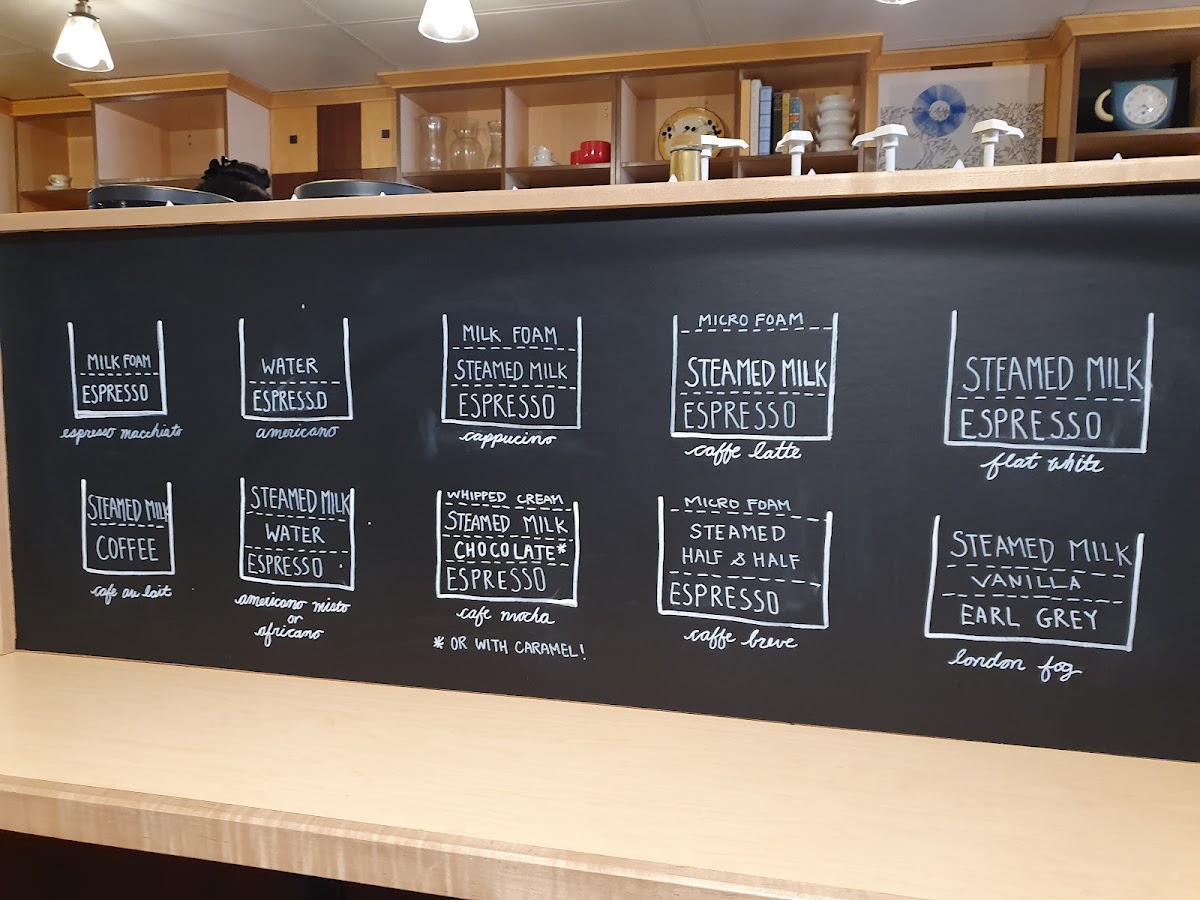 MILK FOAM
ESPRESSO
espresso macchiato
WATER
ESPRESSO
americano
MILK FOAM
STEAMED MILK
ESPRESSO
cappucino
MICRO FOAM
STEAMED MILK
ESPRESSO
caffe latte
STEAMED MILK
ESPRESSO
flat white
STEAMED MILK
COFFEE
cafe au lait
STEAMED MILK
WATER
ESPRESSO
americano misto
or
africano
WHIPPED CREAM
STEAMED MILK
CHOCOLATE*
ESPRESSO
cafe mocha
* OR WITH CARAMEL!
MICRO FOAM
STEAMED
HALF & HALF
ESPRESSO
caffe breve
STEAMED MILK
VANILLA
EARL GREY
london fog